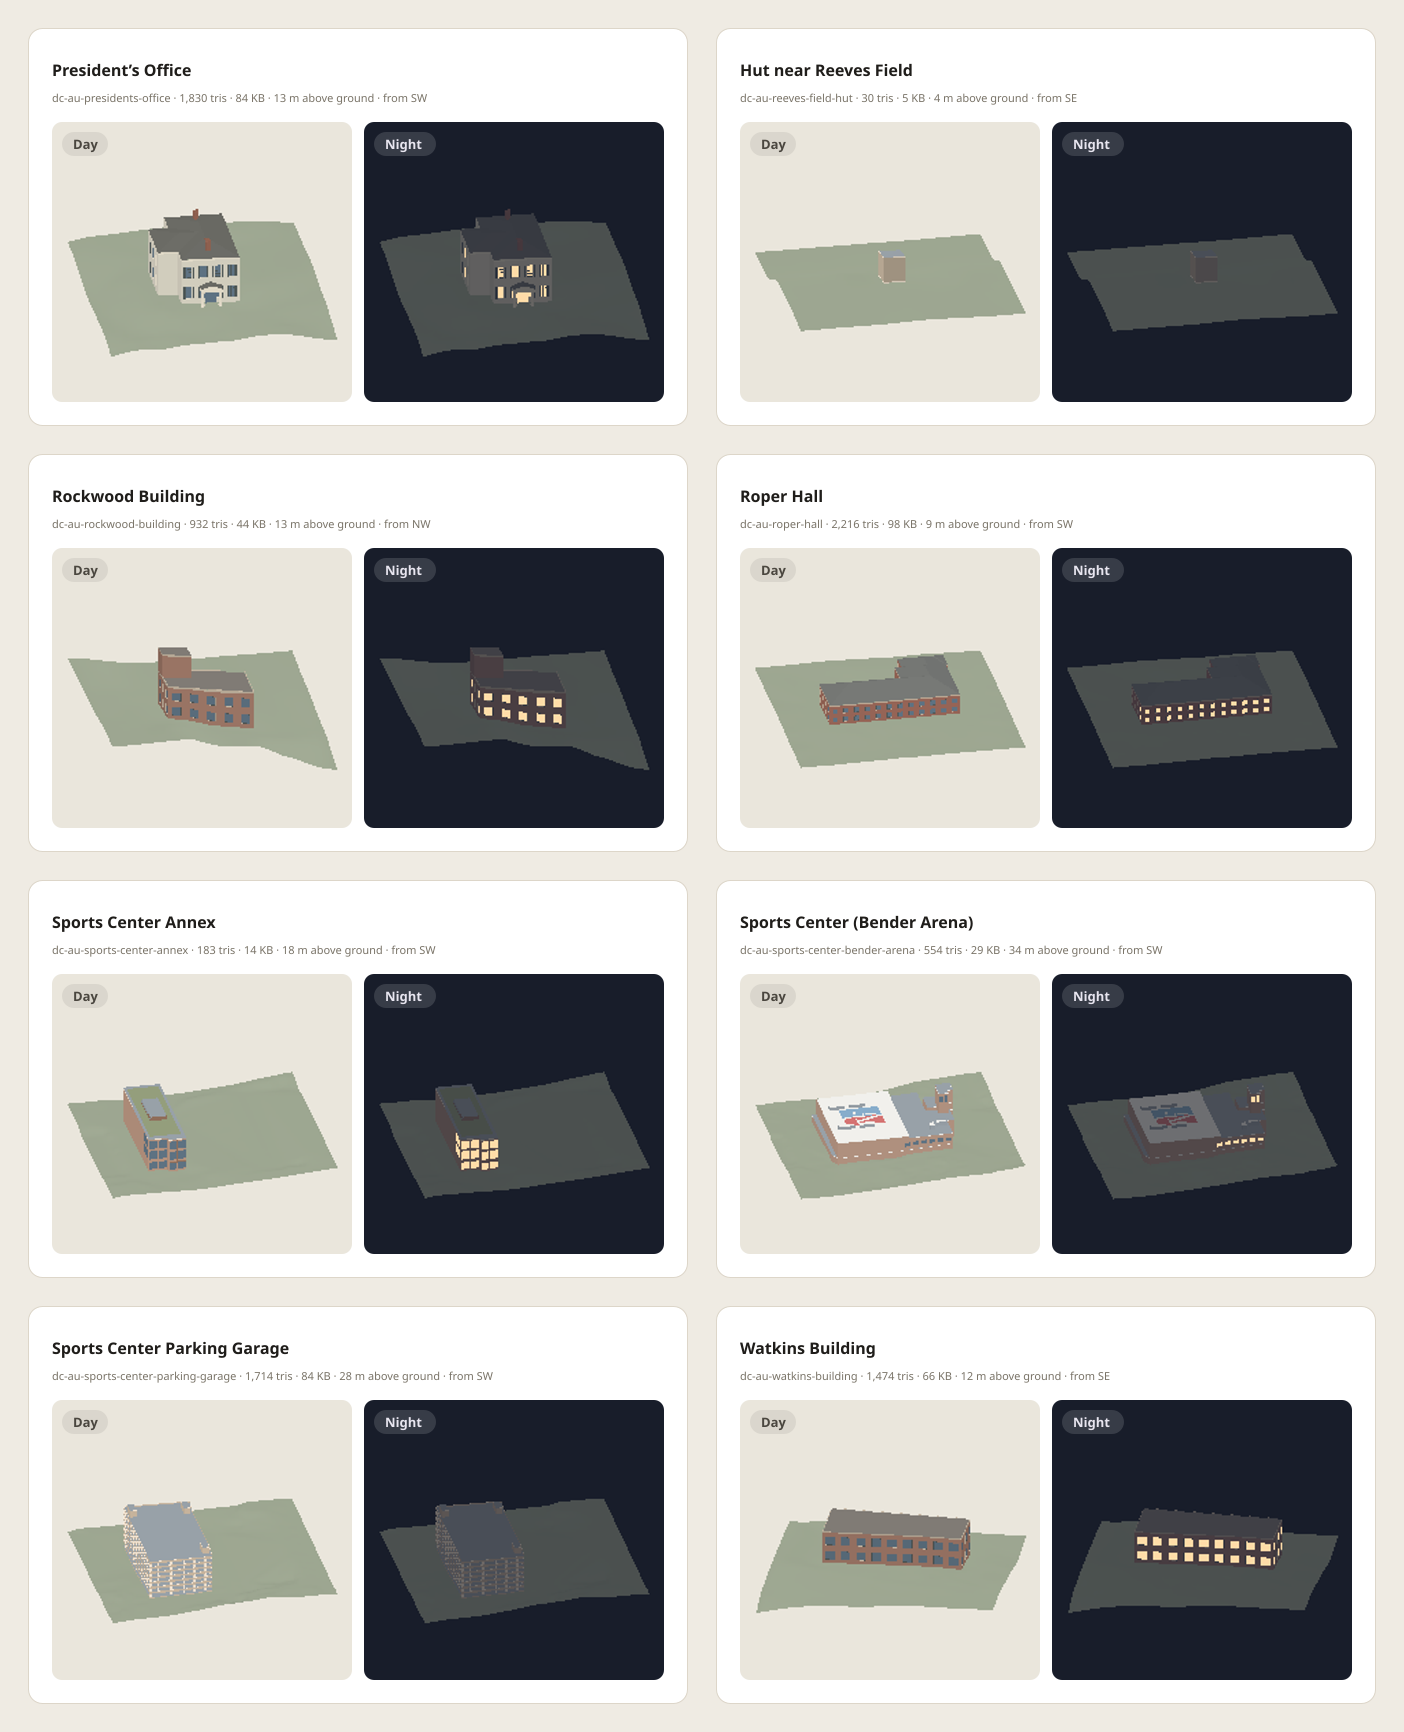 President’s Office
dc-au-presidents-office · 1,830 tris · 84 KB · 13 m above ground · from SW
Day
Night
Hut near Reeves Field
dc-au-reeves-field-hut · 30 tris · 5 KB · 4 m above ground · from SE
Day
Night
Rockwood Building
dc-au-rockwood-building · 932 tris · 44 KB · 13 m above ground · from NW
Day
Night
Roper Hall
dc-au-roper-hall · 2,216 tris · 98 KB · 9 m above ground · from SW
Day
Night
Sports Center Annex
dc-au-sports-center-annex · 183 tris · 14 KB · 18 m above ground · from SW
Day
Night
Sports Center (Bender Arena)
dc-au-sports-center-bender-arena · 554 tris · 29 KB · 34 m above ground · from SW
Day
Night
Sports Center Parking Garage
dc-au-sports-center-parking-garage · 1,714 tris · 84 KB · 28 m above ground · from SW
Day
Night
Watkins Building
dc-au-watkins-building · 1,474 tris · 66 KB · 12 m above ground · from SE
Day
Night